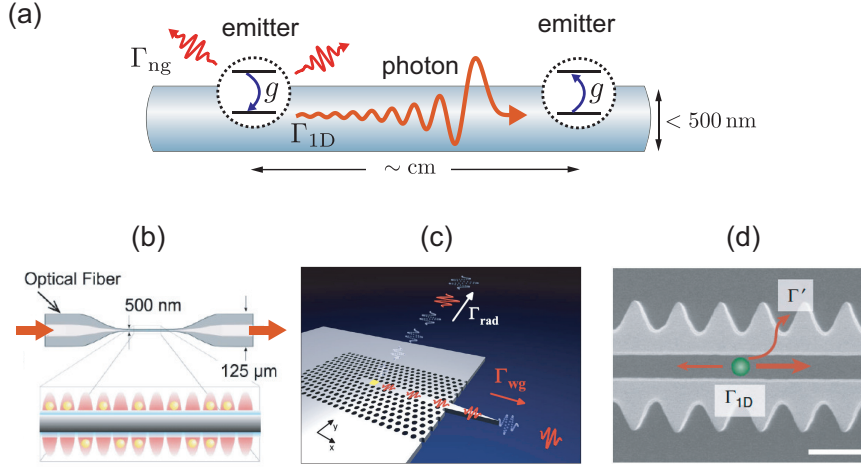 (a)
emitter
emitter
Γng
photon
g
g
Γ1D
< 500 nm
~ cm
(b)
(c)
(d)
Optical Fiber
500 nm
125 µm
Γrad
Γwg
y
x
Γ′
Γ1D